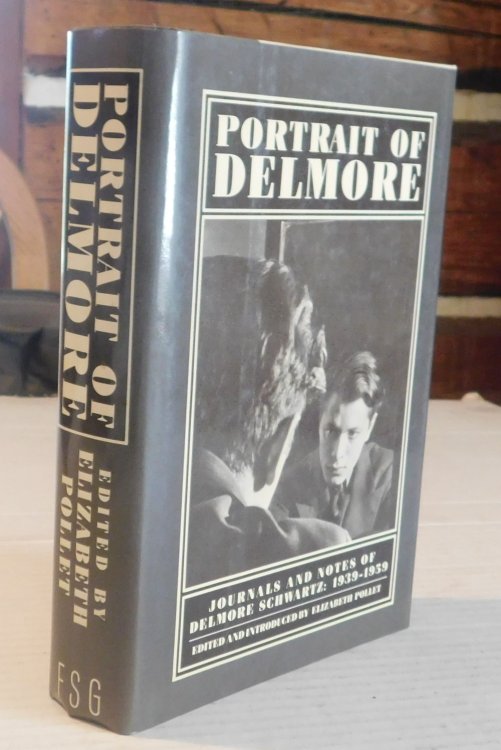 PORTRAIT OF
DELMORE
EDITED BY
ELIZABETH
POLLET
FSG
PORTRAIT OF
DELMORE
JOURNALS AND NOTES OF
DELMORE SCHWARTZ: 1939-1959
EDITED AND INTRODUCED BY ELIZABETH POLLET